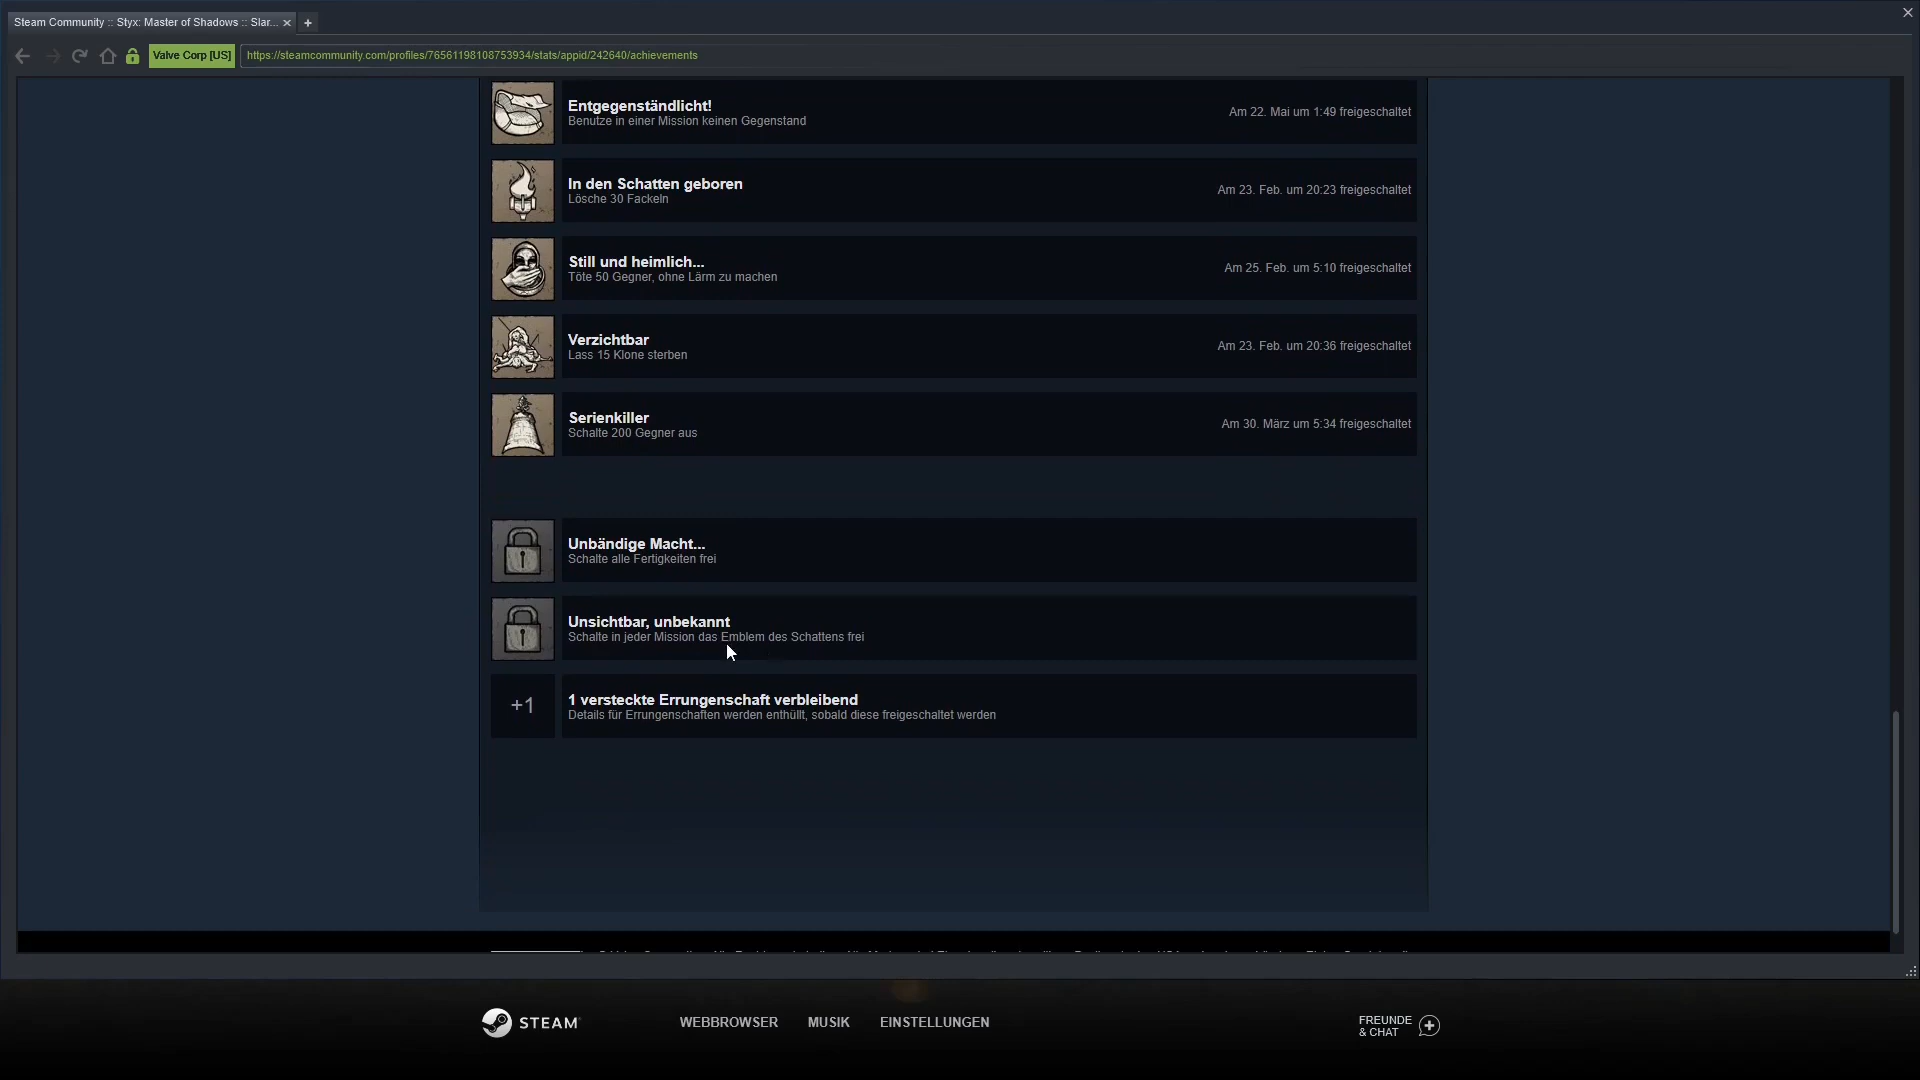 Steam Community :: Styx: Master of Shadows :: Slar...
Valve Corp [US]
https://steamcommunity.com/profiles/76561198108753934/stats/appid/242640/achievements
Entgegenständlicht!
Benutze in einer Mission keinen Gegenstand
Am 22. Mai um 1:49 freigeschaltet
In den Schatten geboren
Lösche 30 Fackeln
Am 23. Feb. um 20:23 freigeschaltet
Still und heimlich...
Töte 50 Gegner, ohne Lärm zu machen
Am 25. Feb. um 5:10 freigeschaltet
Verzichtbar
Lass 15 Klone sterben
Am 23. Feb. um 20:36 freigeschaltet
Serienkiller
Schalte 200 Gegner aus
Am 30. März um 5:34 freigeschaltet
Unbändige Macht...
Schalte alle Fertigkeiten frei
Unsichtbar, unbekannt
Schalte in jeder Mission das Emblem des Schattens frei
+1
1 versteckte Errungenschaft verbleibend
Details für Errungenschaften werden enthüllt, sobald diese freigeschaltet werden
STEAM
WEBBROWSER
MUSIK
EINSTELLUNGEN
FREUNDE
& CHAT